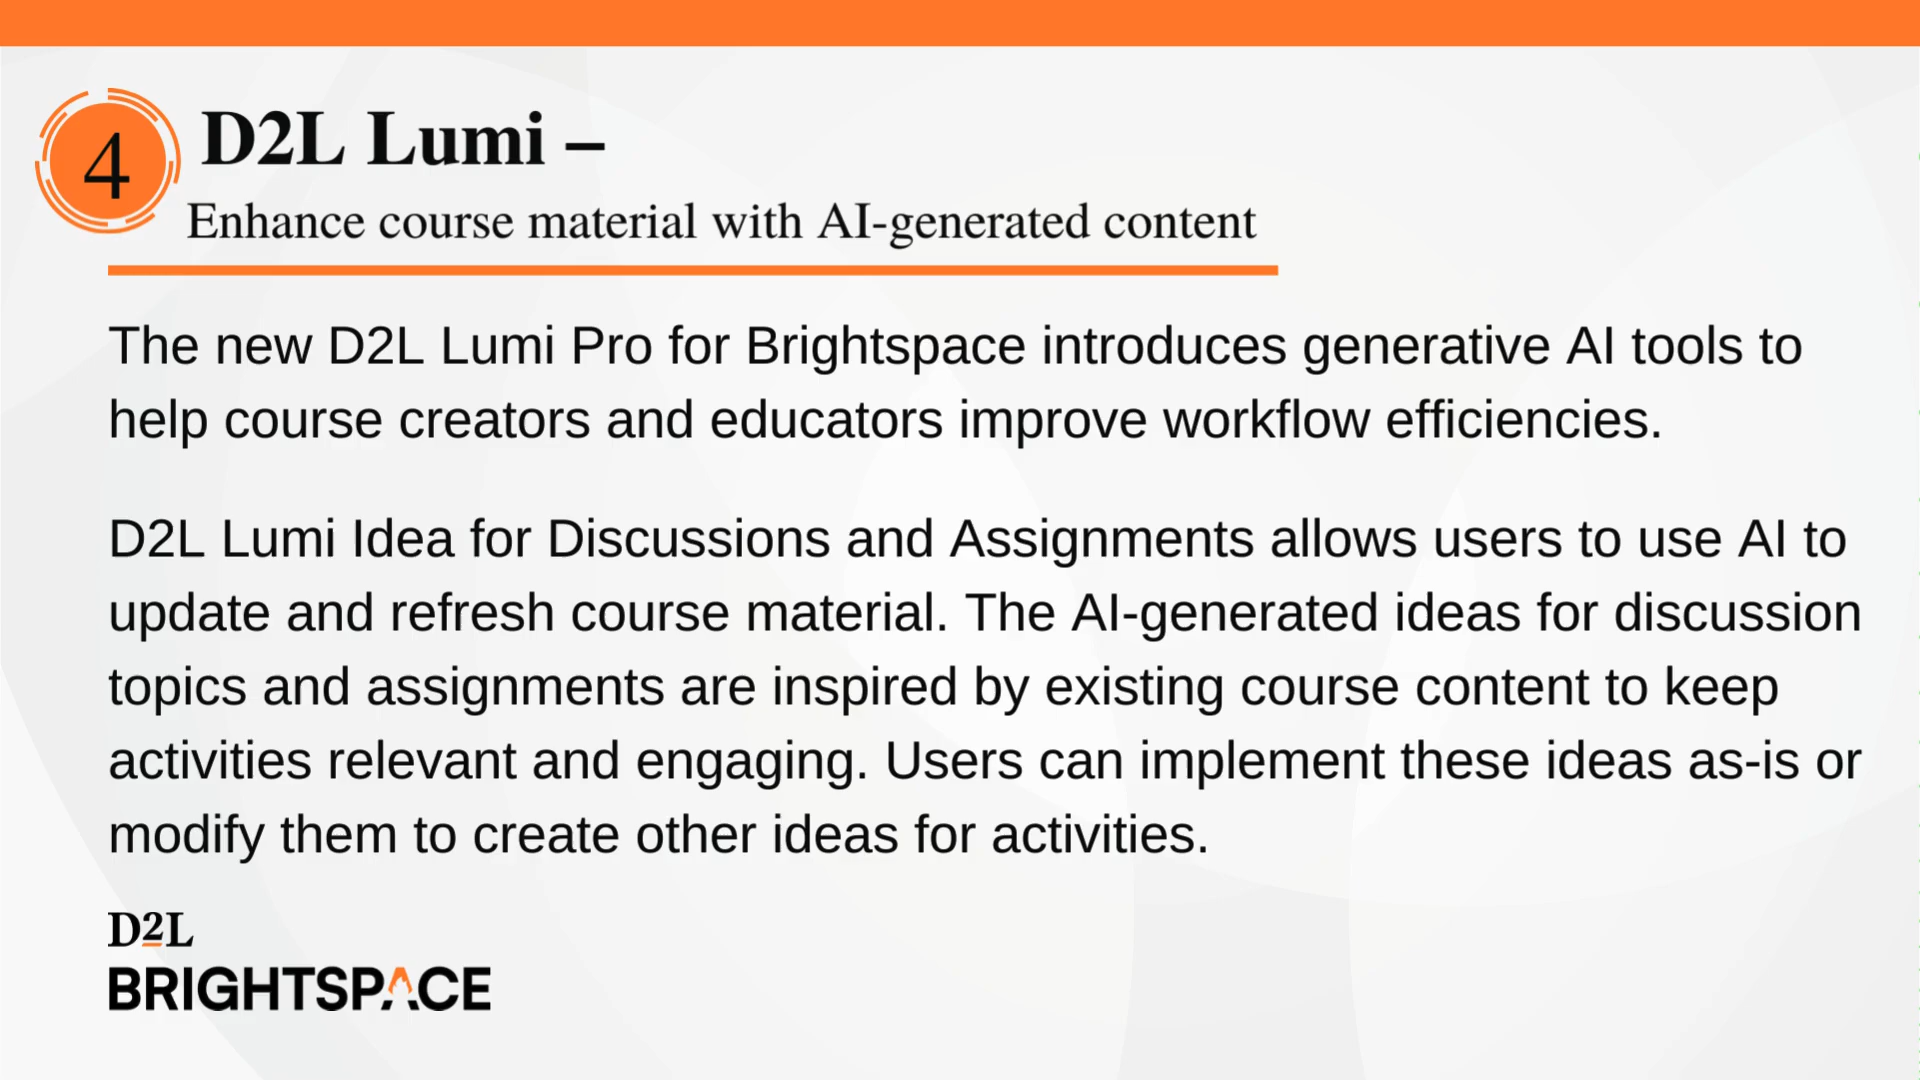 4
D2L Lumi –
Enhance course material with AI-generated content
The new D2L Lumi Pro for Brightspace introduces generative AI tools to
help course creators and educators improve workflow efficiencies.
D2L Lumi Idea for Discussions and Assignments allows users to use AI to
update and refresh course material. The AI-generated ideas for discussion
topics and assignments are inspired by existing course content to keep
activities relevant and engaging. Users can implement these ideas as-is or
modify them to create other ideas for activities.
D2L
BRIGHTSPACE